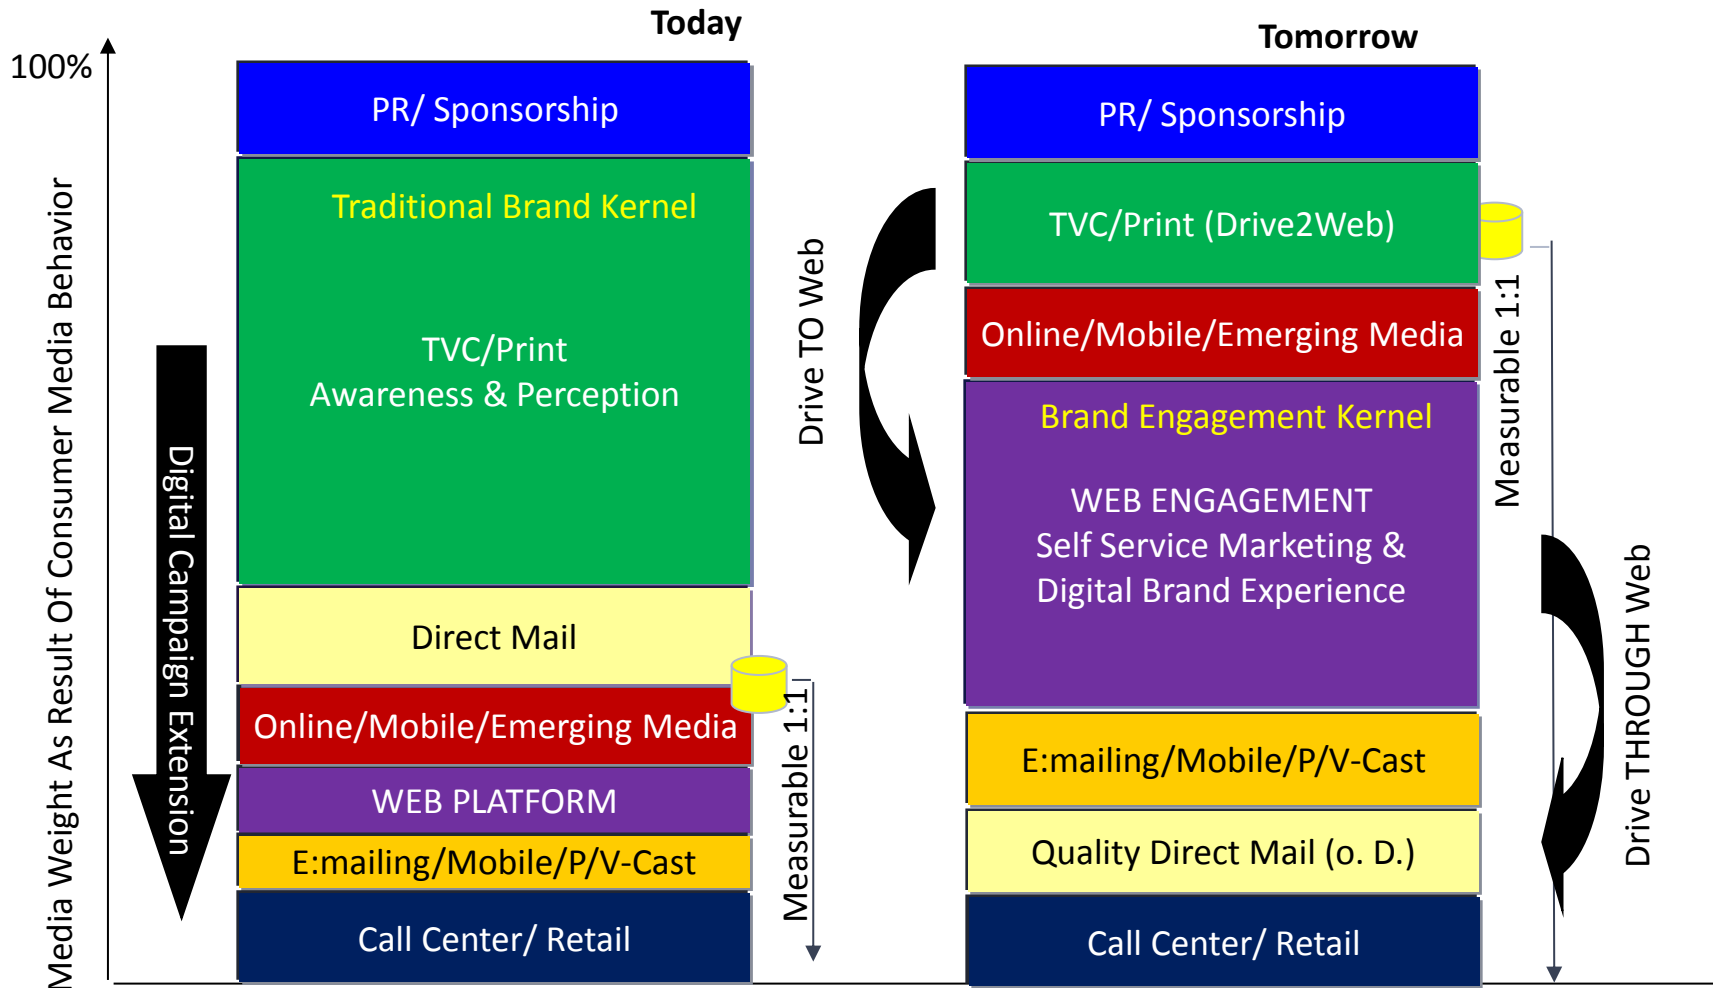 Today
Tomorrow
100%
Media Weight As Result Of Consumer Media Behavior
Digital Campaign Extension
PR/ Sponsorship
Traditional Brand Kernel
TVC/Print
Awareness & Perception
Direct Mail
Online/Mobile/Emerging Media
WEB PLATFORM
E:mailing/Mobile/P/V-Cast
Call Center/ Retail
Measurable 1:1
Drive TO Web
PR/ Sponsorship
TVC/Print (Drive2Web)
Online/Mobile/Emerging Media
Brand Engagement Kernel
WEB ENGAGEMENT
Self Service Marketing &
Digital Brand Experience
E:mailing/Mobile/P/V-Cast
Quality Direct Mail (o. D.)
Call Center/ Retail
Measurable 1:1
Drive THROUGH Web